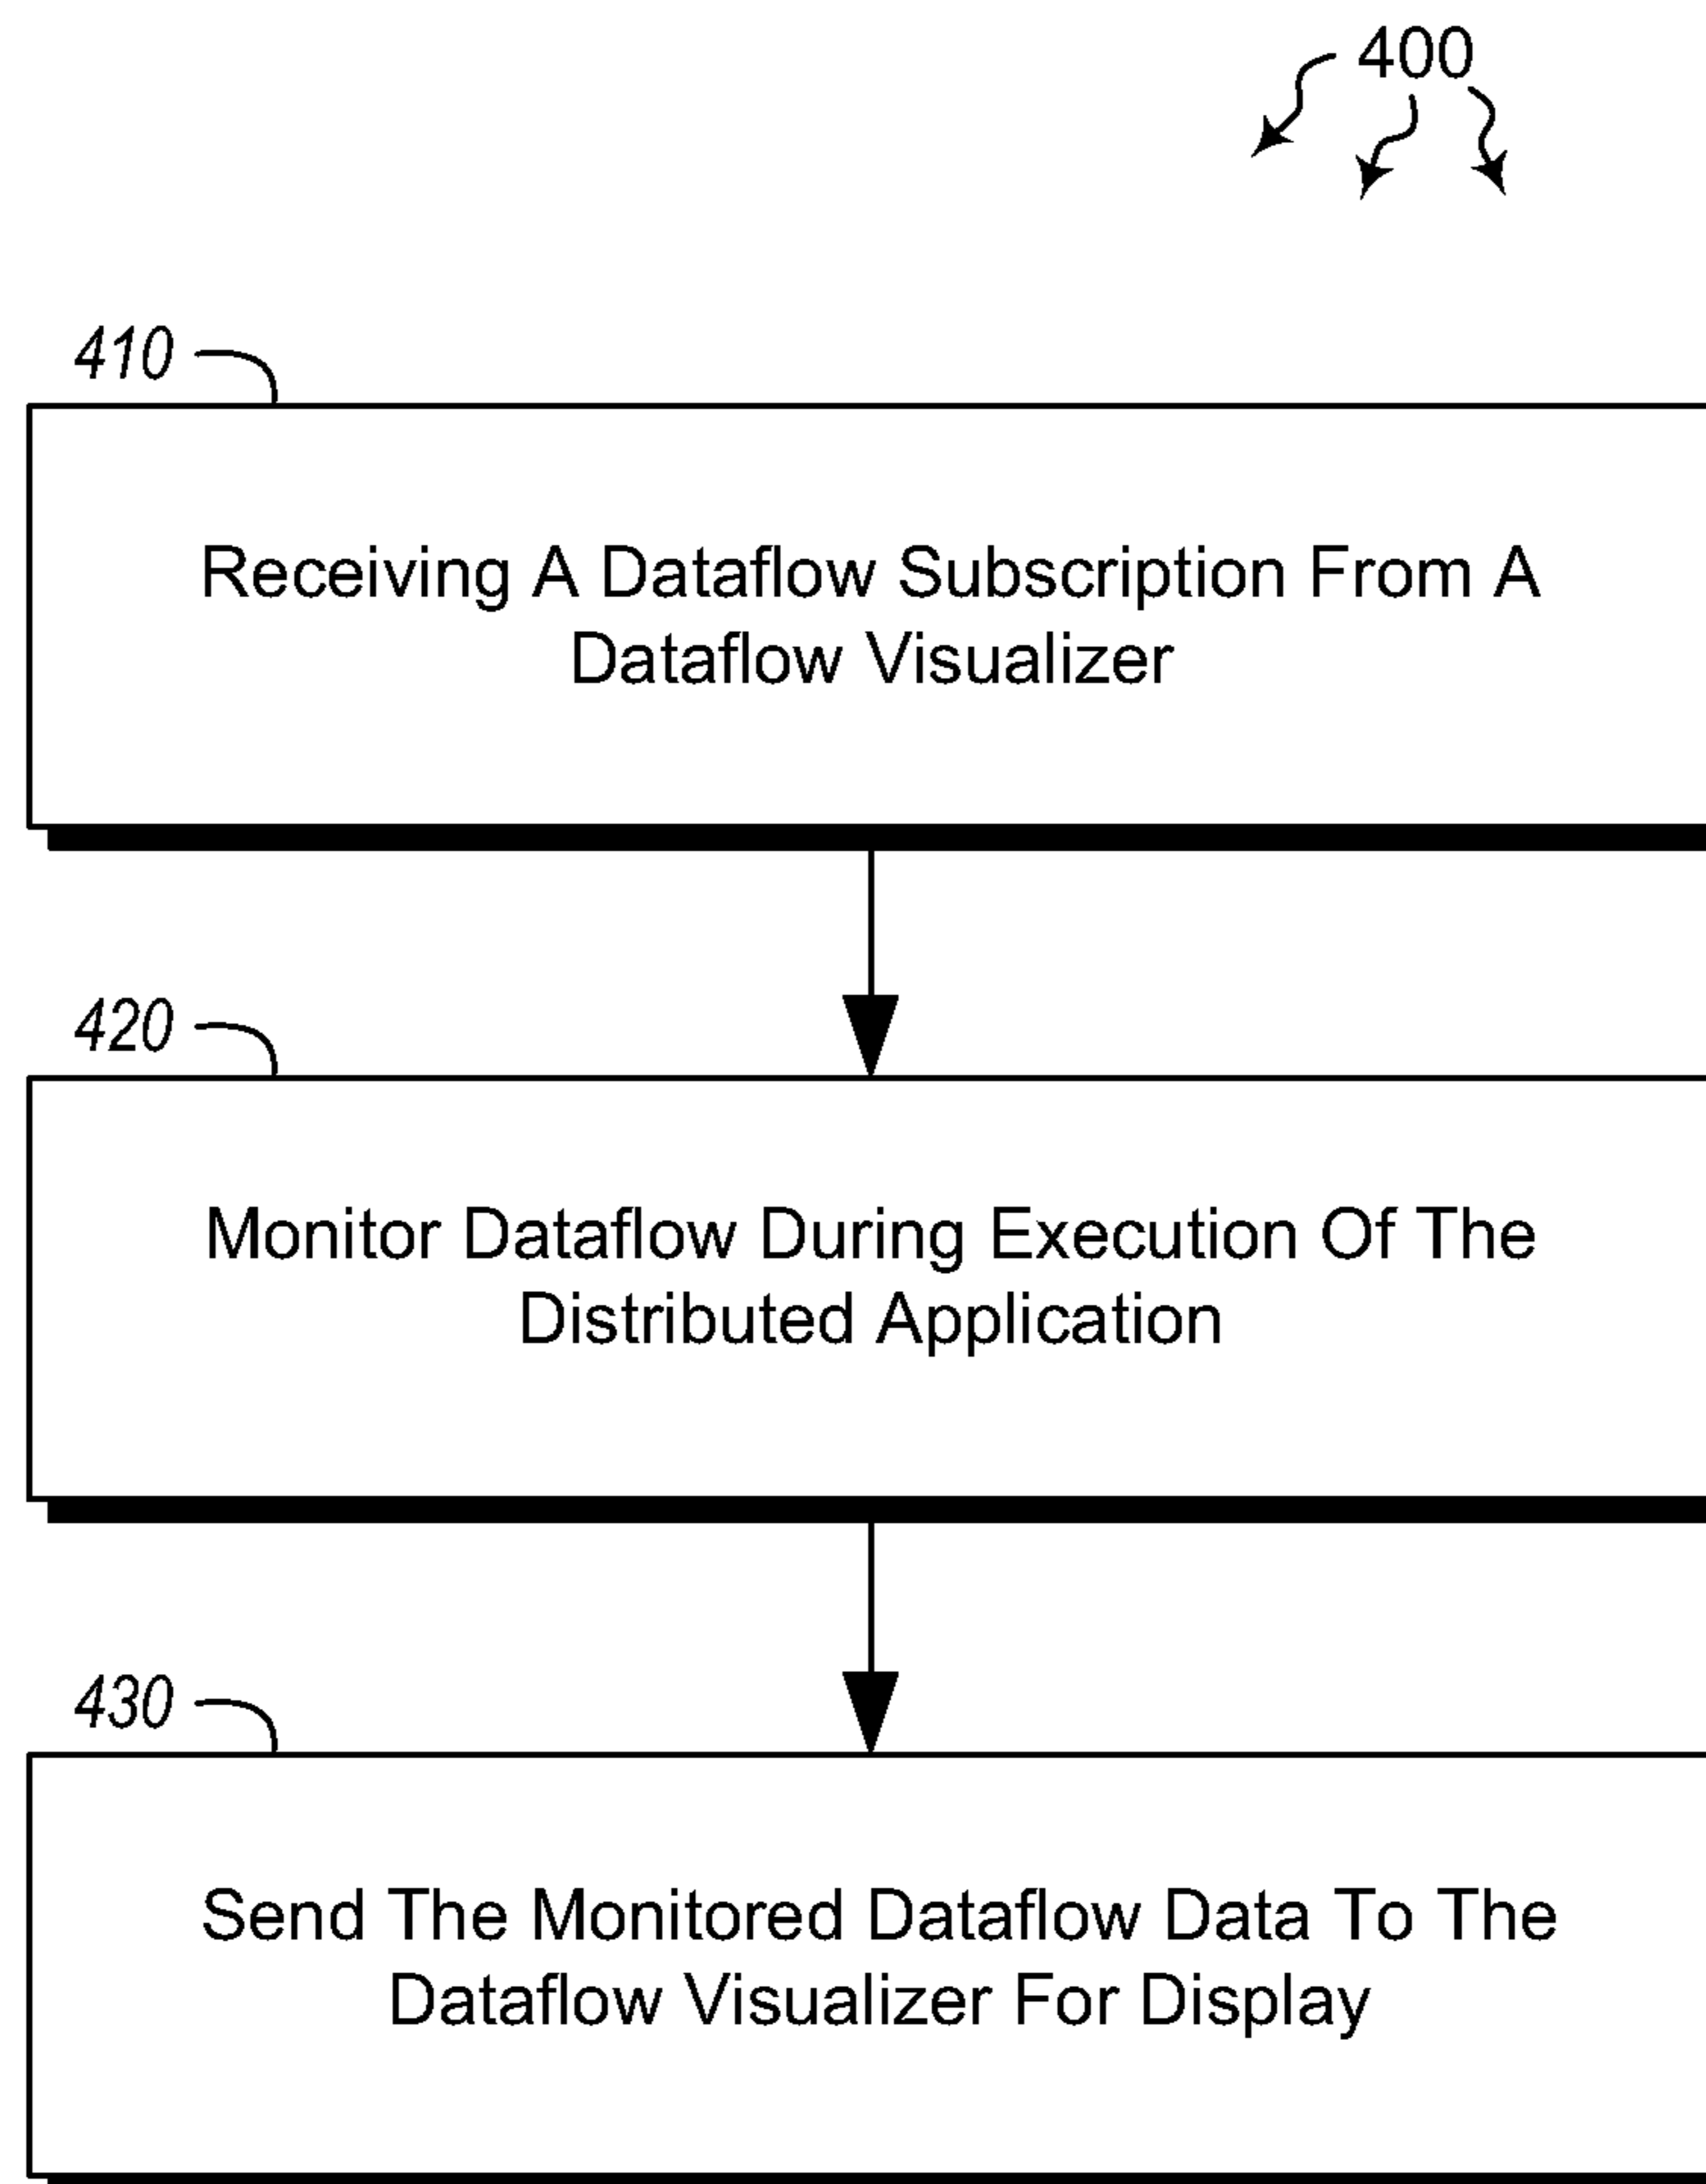 400
410
Receiving A Dataflow Subscription From A
Dataflow Visualizer
420
Monitor Dataflow During Execution Of The
Distributed Application
430
Send The Monitored Dataflow Data To The
Dataflow Visualizer For Display